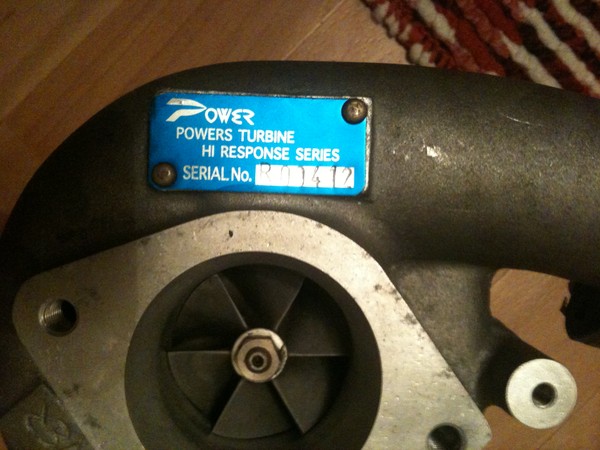 POWER
POWERS TURBINE
HI RESPONSE SERIES
SERIAL No.